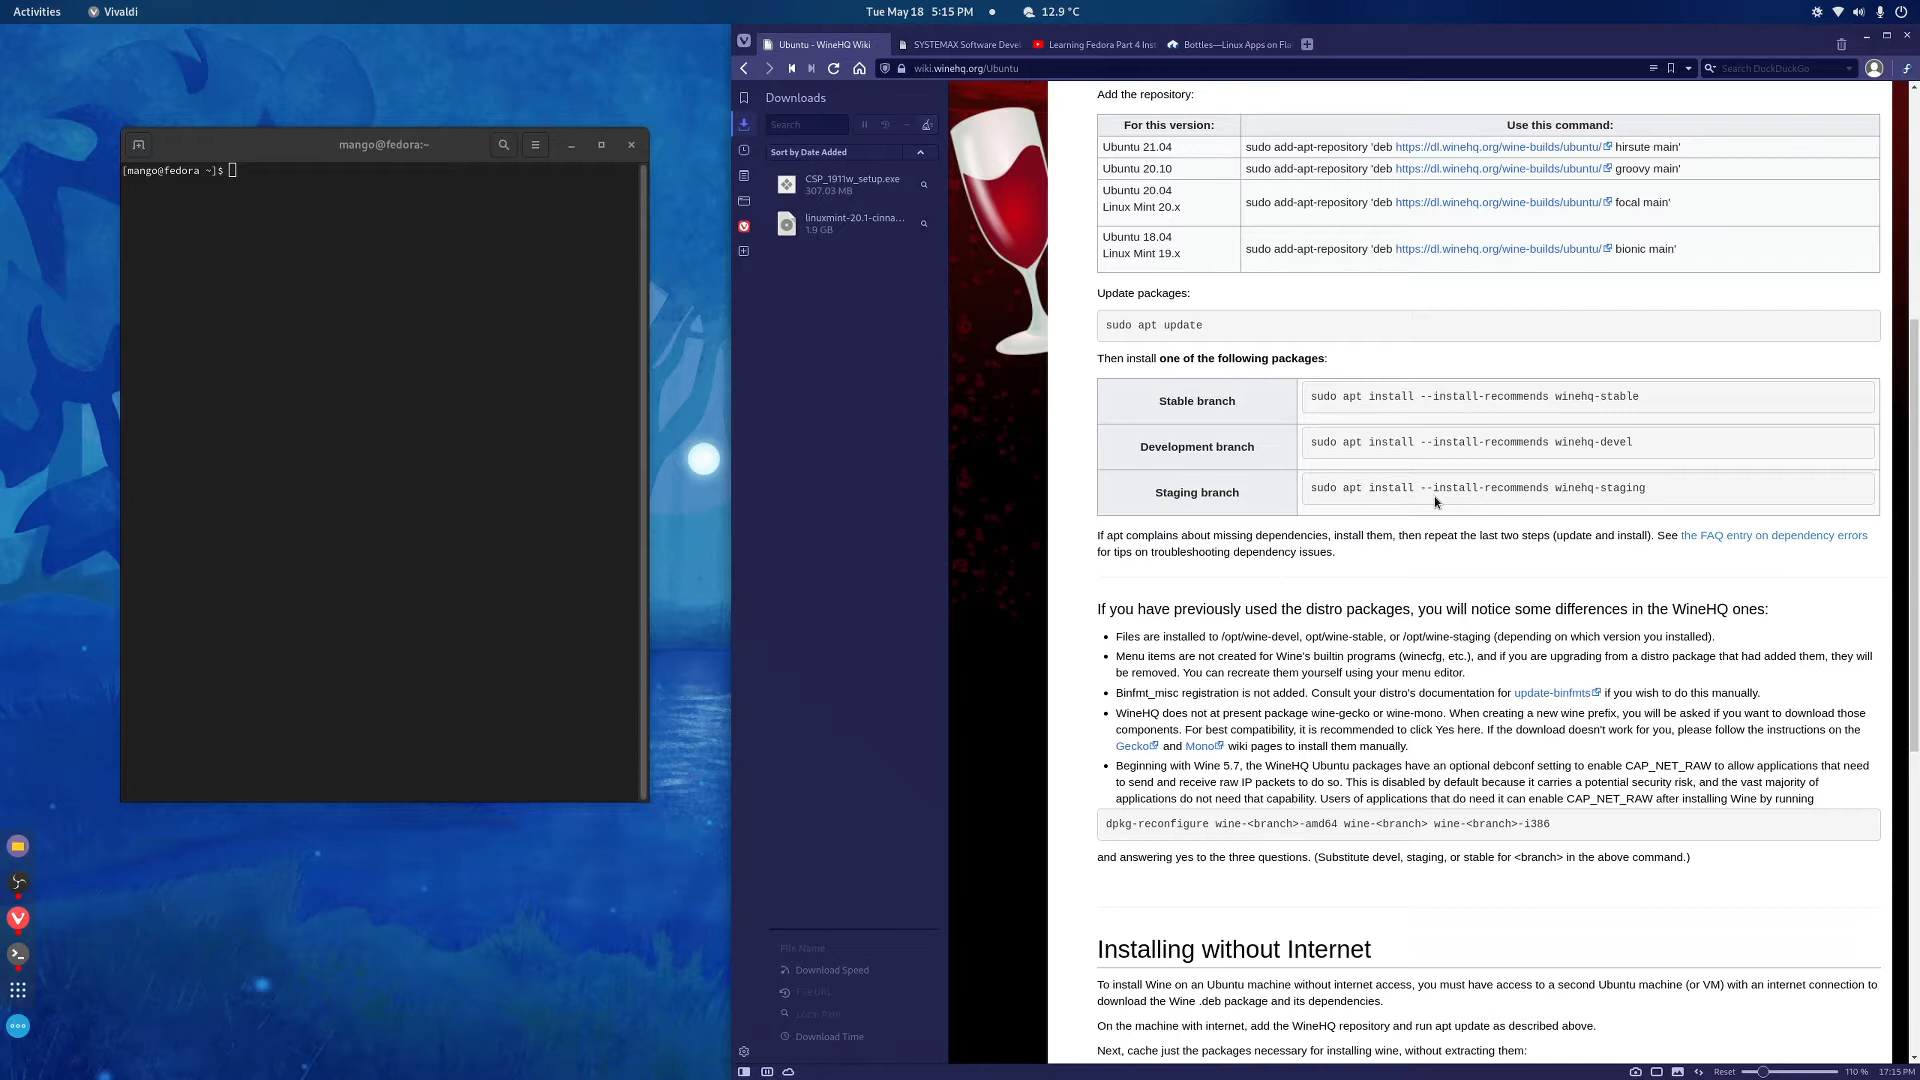 Activities
Vivaldi
Tue May 18 5:15 PM
12.9 °C
mango@fedora:~
[mango@fedora ~]$
Ubuntu - WineHQ Wiki
SYSTEMAX Software Devel
Learning Fedora Part 4 Inst
Bottles—Linux Apps on Fla
wiki.winehq.org/Ubuntu
Search DuckDuckGo
Downloads
Search
Sort by Date Added
CSP_1911w_setup.exe
307.03 MB
linuxmint-20.1-cinna...
1.9 GB
File Name
Download Speed
File URL
Local Path
Download Time
Add the repository:
For this version: Use this command:
Ubuntu 21.04 sudo add-apt-repository 'deb https://dl.winehq.org/wine-builds/ubuntu/ hirsute main'
Ubuntu 20.10 sudo add-apt-repository 'deb https://dl.winehq.org/wine-builds/ubuntu/ groovy main'
Ubuntu 20.04
Linux Mint 20.x
sudo add-apt-repository 'deb https://dl.winehq.org/wine-builds/ubuntu/ focal main'
Ubuntu 18.04
Linux Mint 19.x
sudo add-apt-repository 'deb https://dl.winehq.org/wine-builds/ubuntu/ bionic main'
Update packages:
sudo apt update
Then install one of the following packages:
Stable branch sudo apt install --install-recommends winehq-stable
Development branch sudo apt install --install-recommends winehq-devel
Staging branch sudo apt install --install-recommends winehq-staging
If apt complains about missing dependencies, install them, then repeat the last two steps (update and install). See the FAQ entry on dependency errors
for tips on troubleshooting dependency issues.
If you have previously used the distro packages, you will notice some differences in the WineHQ ones:
• Files are installed to /opt/wine-devel, opt/wine-stable, or /opt/wine-staging (depending on which version you installed).
• Menu items are not created for Wine's builtin programs (winecfg, etc.), and if you are upgrading from a distro package that had added them, they will
be removed. You can recreate them yourself using your menu editor.
• Binfmt_misc registration is not added. Consult your distro's documentation for update-binfmts if you wish to do this manually.
• WineHQ does not at present package wine-gecko or wine-mono. When creating a new wine prefix, you will be asked if you want to download those
components. For best compatibility, it is recommended to click Yes here. If the download doesn't work for you, please follow the instructions on the
Gecko and Mono wiki pages to install them manually.
• Beginning with Wine 5.7, the WineHQ Ubuntu packages have an optional debconf setting to enable CAP_NET_RAW to allow applications that need
to send and receive raw IP packets to do so. This is disabled by default because it carries a potential security risk, and the vast majority of
applications do not need that capability. Users of applications that do need it can enable CAP_NET_RAW after installing Wine by running
dpkg-reconfigure wine-<branch>-amd64 wine-<branch> wine-<branch>-i386
and answering yes to the three questions. (Substitute devel, staging, or stable for <branch> in the above command.)
Installing without Internet
To install Wine on an Ubuntu machine without internet access, you must have access to a second Ubuntu machine (or VM) with an internet connection to
download the Wine .deb package and its dependencies.
On the machine with internet, add the WineHQ repository and run apt update as described above.
Next, cache just the packages necessary for installing wine, without extracting them:
Reset
110 %
17:15 PM